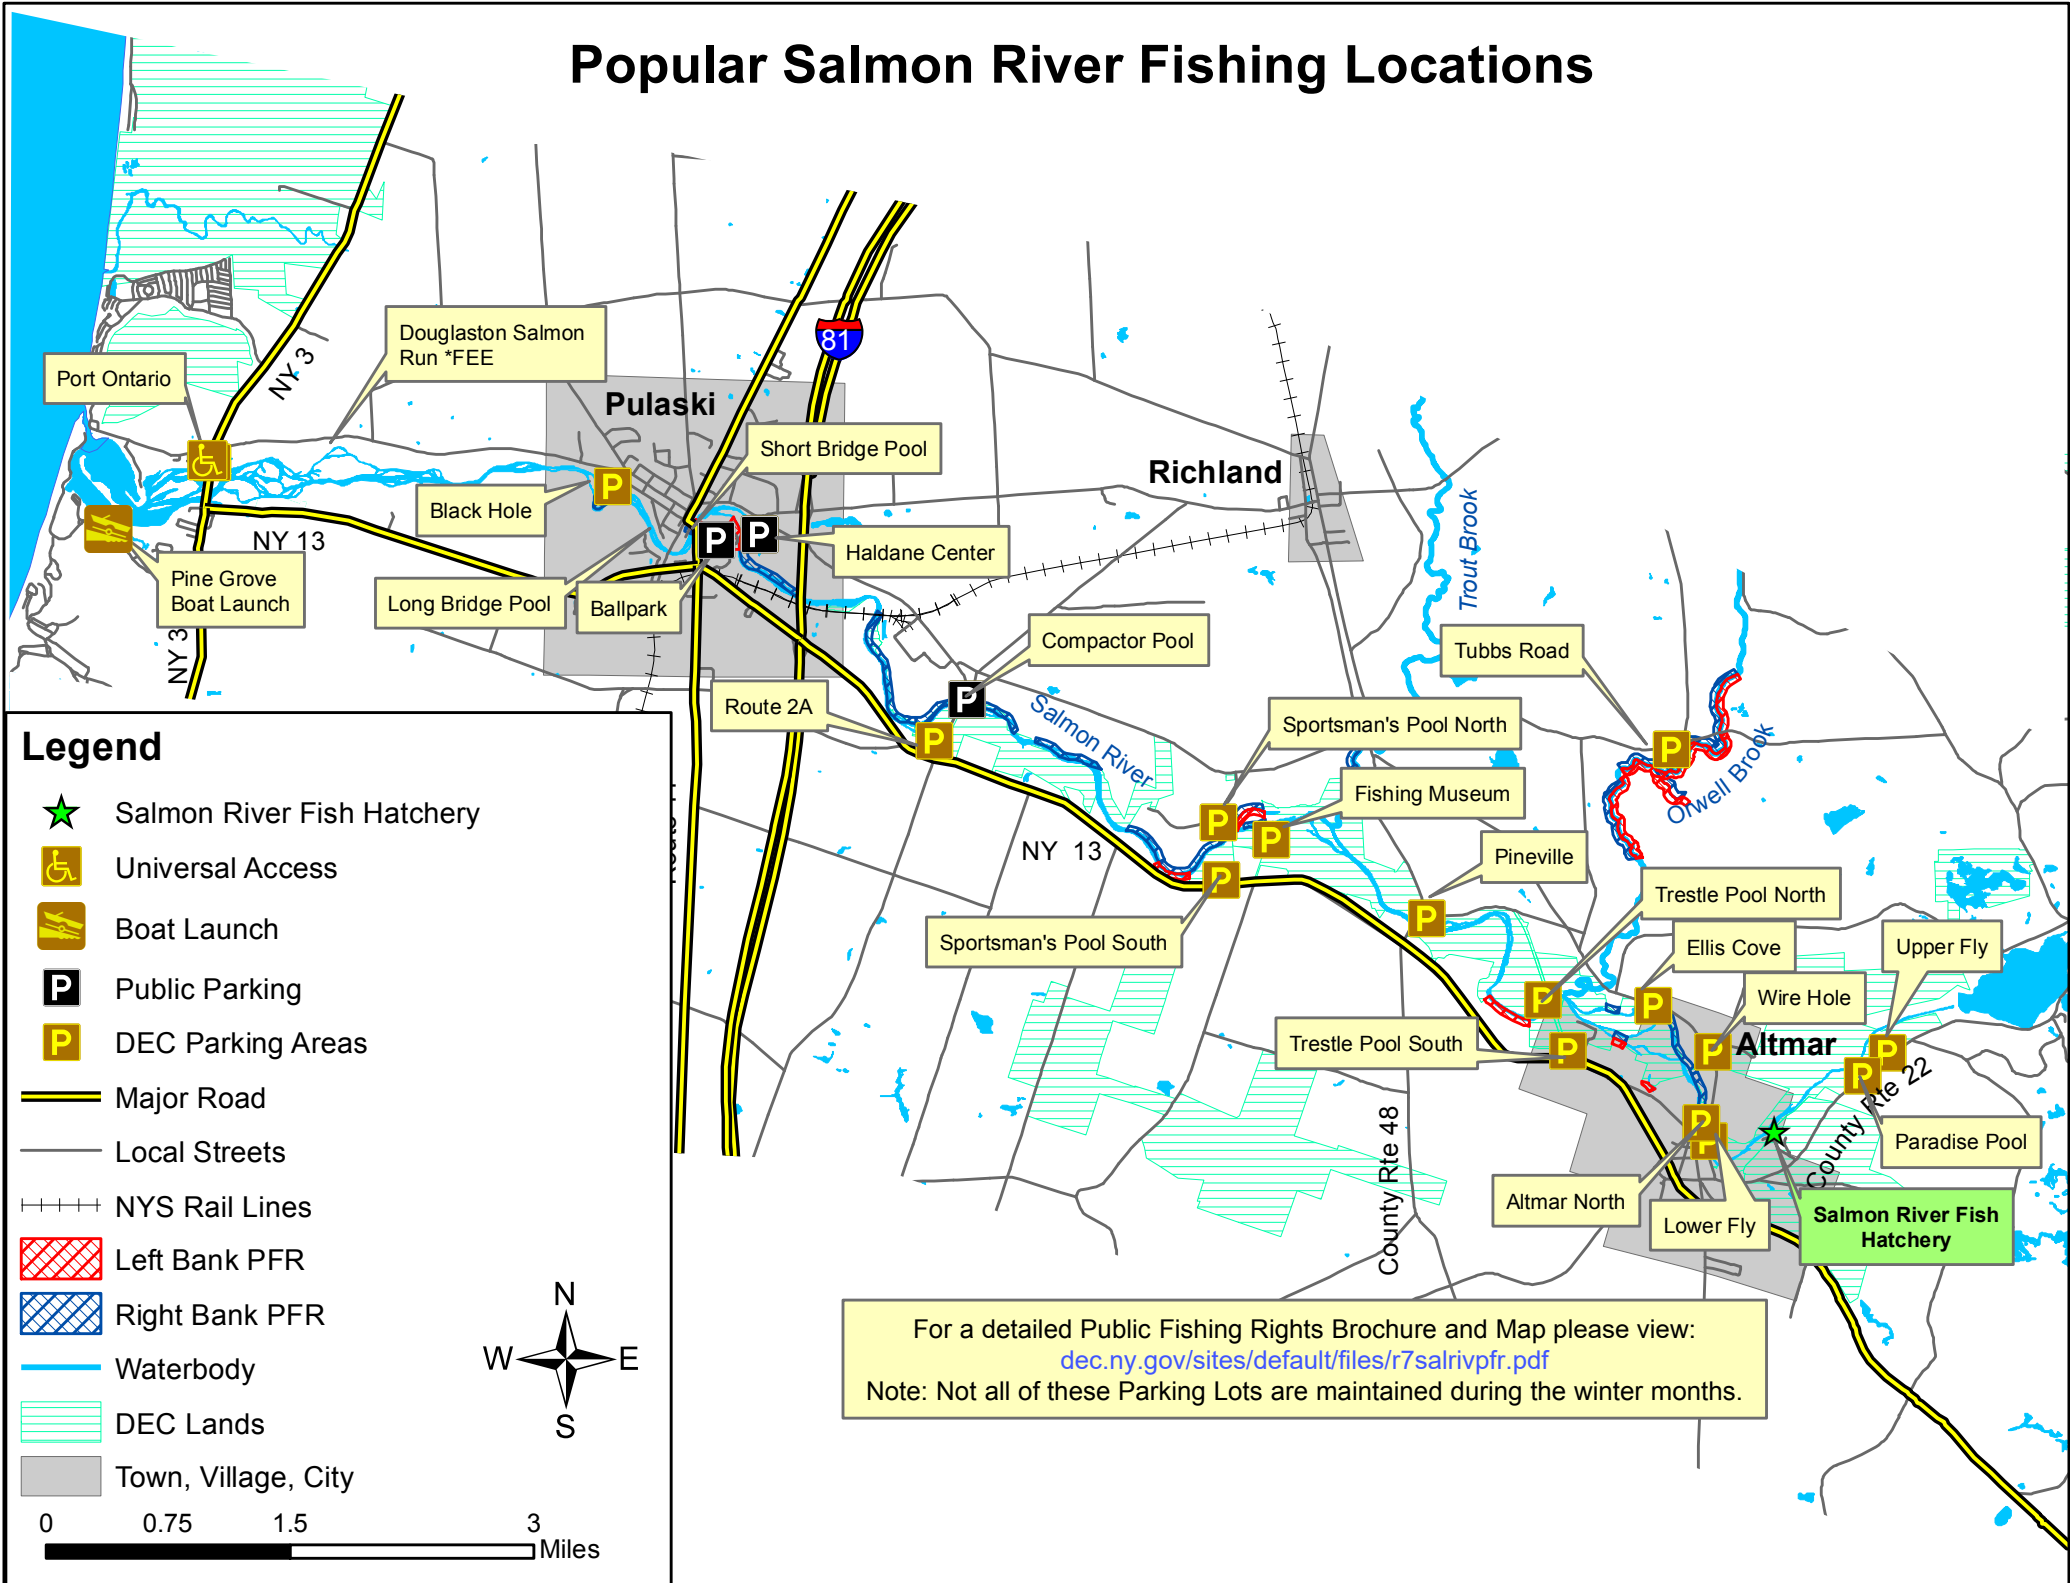 Popular Salmon River Fishing Locations
Douglaston Salmon
Run *FEE
Port Ontario
NY 3
81
Pulaski
Short Bridge Pool
Richland
Black Hole
P
P
P
Haldane Center
NY 13
Trout Brook
Pine Grove
Boat Launch
Long Bridge Pool
Ballpark
NY 3
Compactor Pool
Tubbs Road
Route 2A
P
P
Salmon River
Sportsman's Pool North
P
Orwell Brook
Fishing Museum
P
P
NY 13
Pineville
P
Sportsman's Pool South
P
Trestle Pool North
Ellis Cove
Upper Fly
Wire Hole
P
P
Trestle Pool South
P
P
Altmar
P
P
County Rte 22
County Rte 48
P
P
Paradise Pool
Altmar North
Lower Fly
Salmon River Fish
Hatchery
For a detailed Public Fishing Rights Brochure and Map please view:
dec.ny.gov/sites/default/files/r7salrivpfr.pdf
Note: Not all of these Parking Lots are maintained during the winter months.
Legend
Salmon River Fish Hatchery
Universal Access
Boat Launch
P Public Parking
P DEC Parking Areas
Major Road
Local Streets
NYS Rail Lines
Left Bank PFR
Right Bank PFR
Waterbody
DEC Lands
Town, Village, City
N
W E
S
0 0.75 1.5 3
Miles